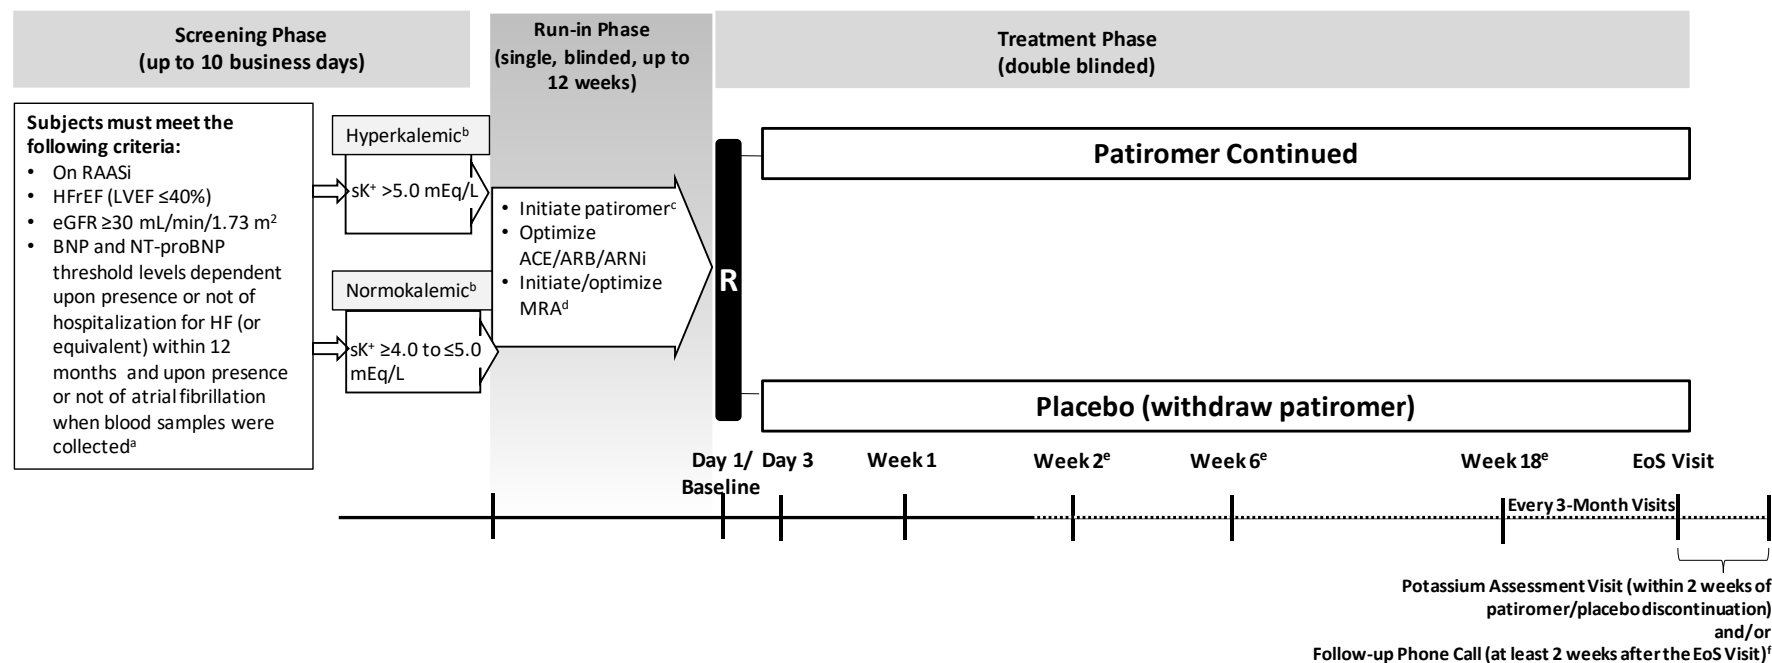 Screening Phase
(up to 10 business days)
Run-in Phase
(single, blinded, up to
12 weeks)
Treatment Phase
(double blinded)
Subjects must meet the
following criteria:
• On RAASi
• HFrEF (LVEF ≤40%)
• eGFR ≥30 mL/min/1.73 m²
• BNP and NT-proBNP
threshold levels dependent
upon presence or not of
hospitalization for HF (or
equivalent) within 12
months and upon presence
or not of atrial fibrillation
when blood samples were
collectedᵃ
Hyperkalemicᵇ
sK⁺ >5.0 mEq/L
Normokalemicᵇ
sK⁺ ≥4.0 to ≤5.0
mEq/L
• Initiate patiromerᶜ
• Optimize
ACE/ARB/ARNi
• Initiate/optimize
MRAᵈ
R
Patiromer Continued
Placebo (withdraw patiromer)
Day 1/
Baseline
Day 3
Week 1
Week 2ᵉ
Week 6ᵉ
Week 18ᵉ
EoS Visit
Every 3-Month Visits
Potassium Assessment Visit (within 2 weeks of
patiromer/placebo discontinuation)
and/or
Follow-up Phone Call (at least 2 weeks after the EoS Visit)ᶠ